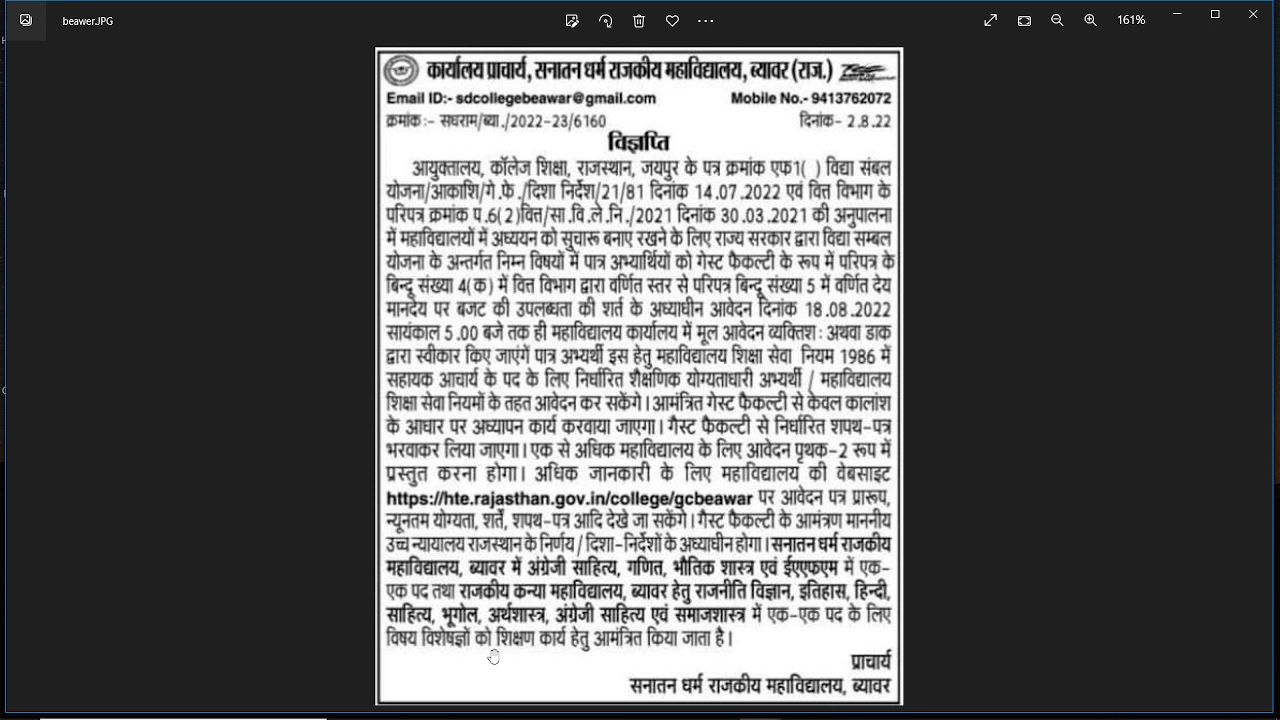 beawer.JPG
161%
कार्यालय प्राचार्य, सनातन धर्म राजकीय महाविद्यालय, ब्यावर (राज.)
Email ID:- sdcollegebeawar@gmail.com Mobile No.- 9413762072
क्रमांक:- सधराम/ब्या./2022-23/6160 दिनांक- 2.8.22
विज्ञप्ति
आयुक्तालय, कॉलेज शिक्षा, राजस्थान, जयपुर के पत्र क्रमांक एफ1( ) विद्या संबल
योजना/आकाशि/गे.फे./दिशा निर्देश/21/81 दिनांक 14.07.2022 एवं वित्त विभाग के
परिपत्र क्रमांक प.6(2)वित्त/सा.वि.ले.नि./2021 दिनांक 30.03.2021 की अनुपालना
में महाविद्यालयों में अध्ययन को सुचारू बनाए रखने के लिए राज्य सरकार द्वारा विद्या सम्बल
योजना के अन्तर्गत निम्न विषयों में पात्र अभ्यार्थियों को गेस्ट फैकल्टी के रूप में परिपत्र के
बिन्दू संख्या 4(क) में वित्त विभाग द्वारा वर्णित स्तर से परिपत्र बिन्दू संख्या 5 में वर्णित देय
मानदेय पर बजट की उपलब्धता की शर्त के अध्याधीन आवेदन दिनांक 18.08.2022
सायंकाल 5.00 बजे तक ही महाविद्यालय कार्यालय में मूल आवेदन व्यक्तिश: अथवा डाक
द्वारा स्वीकार किए जाएंगें पात्र अभ्यर्थी इस हेतु महाविद्यालय शिक्षा सेवा नियम 1986 में
सहायक आचार्य के पद के लिए निर्धारित शैक्षणिक योग्यताधारी अभ्यर्थी / महाविद्यालय
शिक्षा सेवा नियमों के तहत आवेदन कर सकेंगे। आमंत्रित गेस्ट फैकल्टी से केवल कालांश
के आधार पर अध्यापन कार्य करवाया जाएगा। गैस्ट फैकल्टी से निर्धारित शपथ-पत्र
भरवाकर लिया जाएगा। एक से अधिक महाविद्यालय के लिए आवेदन पृथक-2 रूप में
प्रस्तुत करना होगा। अधिक जानकारी के लिए महाविद्यालय की वेबसाइट
https://hte.rajasthan.gov.in/college/gcbeawar पर आवेदन पत्र प्रारूप,
न्यूनतम योग्यता, शर्तें, शपथ-पत्र आदि देखे जा सकेंगे। गैस्ट फैकल्टी के आमंत्रण माननीय
उच्च न्यायालय राजस्थान के निर्णय/दिशा-निर्देशों के अध्याधीन होगा। सनातन धर्म राजकीय
महाविद्यालय, ब्यावर में अंग्रेजी साहित्य, गणित, भौतिक शास्त्र एवं ईएएफएम में एक-
एक पद तथा राजकीय कन्या महाविद्यालय, ब्यावर हेतु राजनीति विज्ञान, इतिहास, हिन्दी,
साहित्य, भूगोल, अर्थशास्त्र, अंग्रेजी साहित्य एवं समाजशास्त्र में एक-एक पद के लिए
विषय विशेषज्ञों को शिक्षण कार्य हेतु आमंत्रित किया जाता है।
प्राचार्य
सनातन धर्म राजकीय महाविद्यालय, ब्यावर